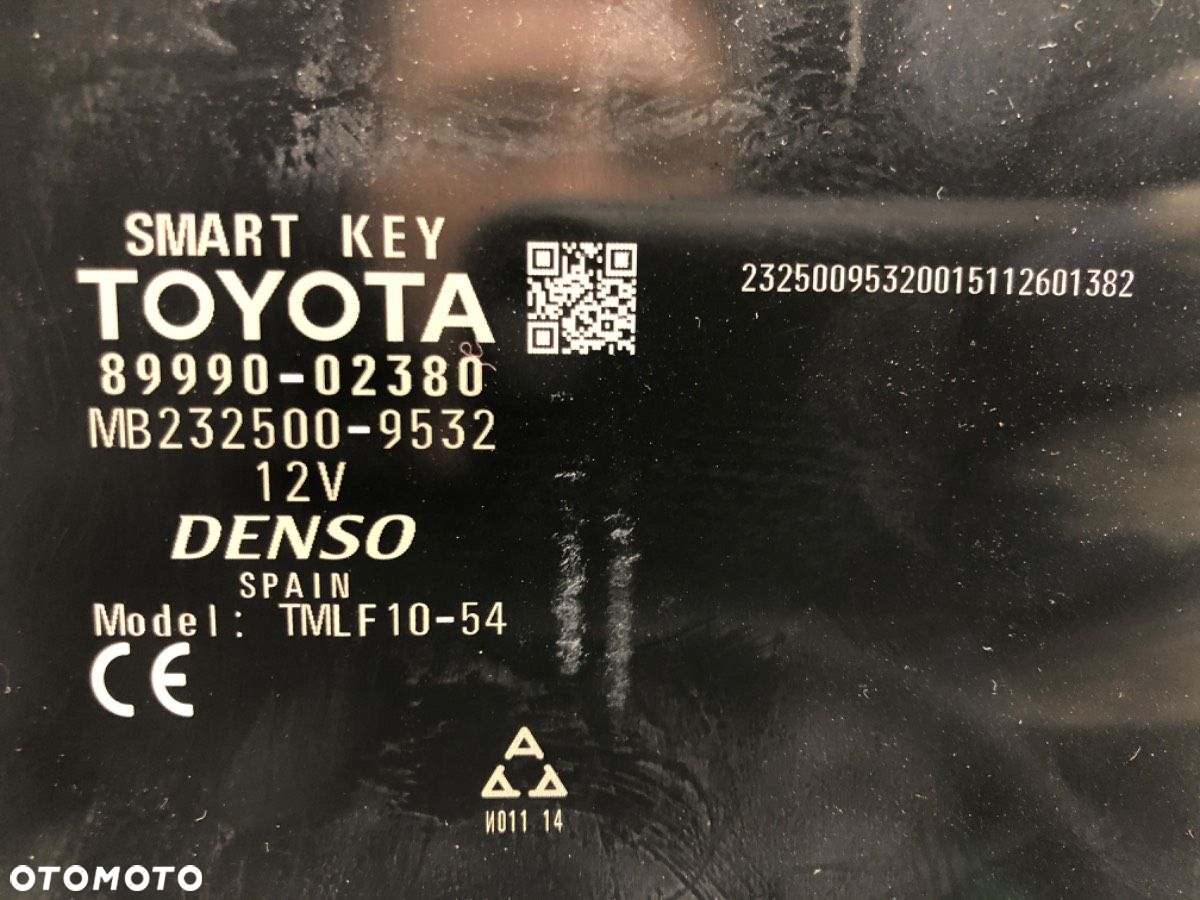 SMART KEY
TOYOTA
89990-02380
MB232500-9532
12V
DENSO
SPAIN
Model: TMLF10-54
CE
23250095320015112601382
И011 14
OTOMOTO